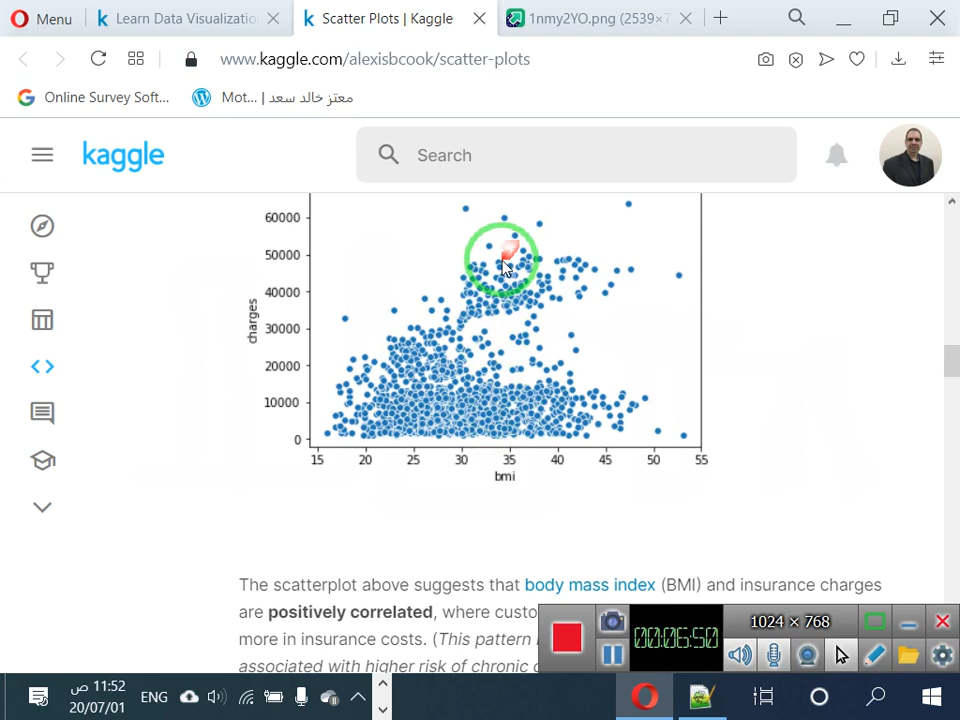 Menu
Learn Data Visualizatio
Scatter Plots | Kaggle
1nmy2YO.png (2539×7
www.kaggle.com/alexisbcook/scatter-plots
Online Survey Soft...
Mot... | معتز خالد سعد
kaggle
Search
60000
50000
40000
30000
20000
10000
0
charges
15 20 25 30 35 40 45 50 55
bmi
The scatterplot above suggests that body mass index (BMI) and insurance charges
are positively correlated, where custo
more in insurance costs. (This pattern
associated with higher risk of chronic
1024 × 768
00:06:50
11:52 ص
20/07/01
ENG